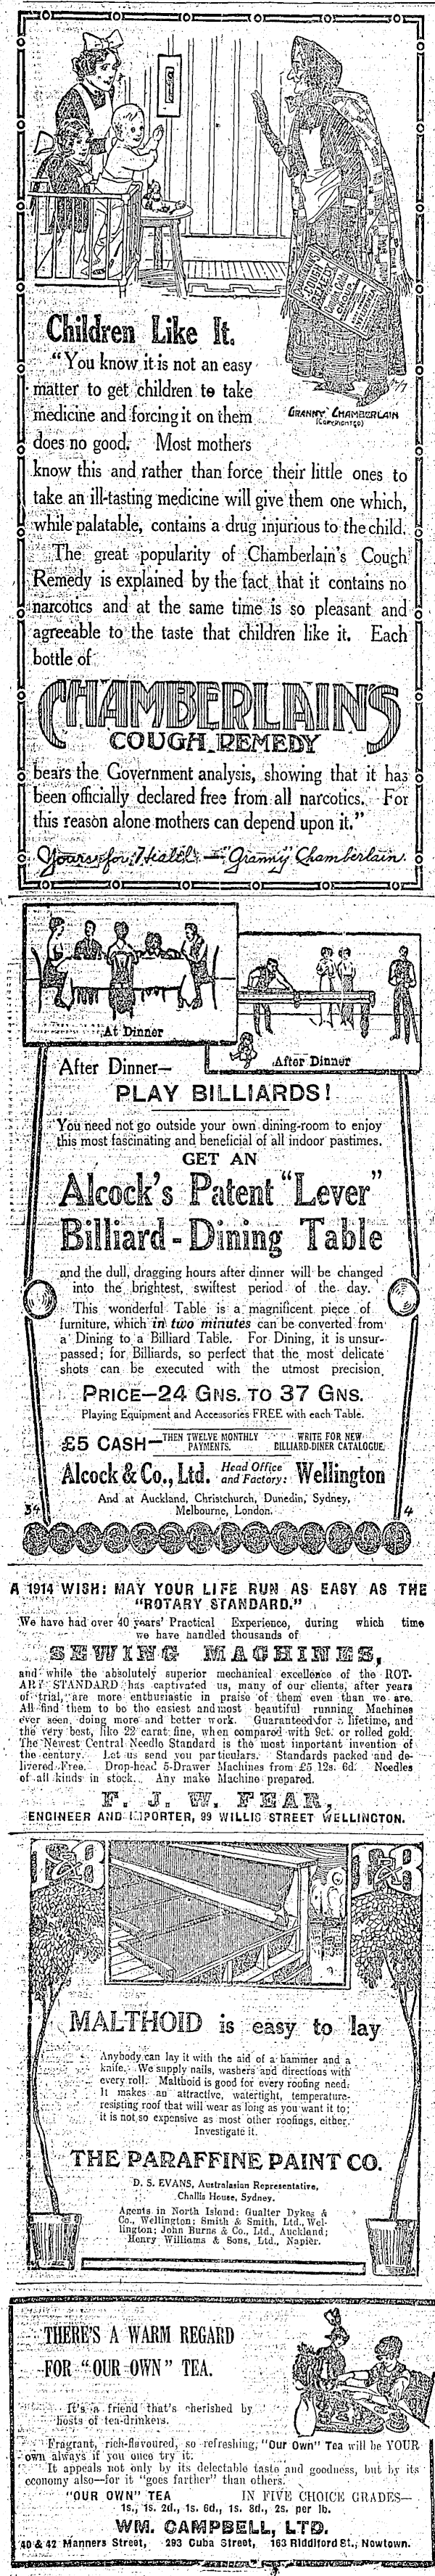 Children Like It.
"You know it is not an easy
matter to get children to take
medicine and forcing it on them
does no good. Most mothers
know this and rather than force their little ones to
take an ill-tasting medicine will give them one which,
while palatable, contains a drug injurious to the child.
The great popularity of Chamberlain's Cough
Remedy is explained by the fact that it contains no
narcotics and at the same time is so pleasant and
agreeable to the taste that children like it. Each
bottle of
GRANNY CHAMBERLAIN
(COPYRIGHTED)
CHAMBERLAIN'S
COUGH REMEDY
bears the Government analysis, showing that it has
been officially declared free from all narcotics. For
this reason alone mothers can depend upon it."
Yours for Health — "Granny" Chamberlain.
At Dinner
After Dinner
After Dinner—
PLAY BILLIARDS!
You need not go outside your own dining-room to enjoy
this most fascinating and beneficial of all indoor pastimes.
GET AN
Alcock's Patent "Lever"
Billiard-Dining Table
and the dull, dragging hours after dinner will be changed
into the brightest, swiftest period of the day.
This wonderful Table is a magnificent piece of
furniture, which in two minutes can be converted from
a Dining to a Billiard Table. For Dining, it is unsur-
passed; for Billiards, so perfect that the most delicate
shots can be executed with the utmost precision.
PRICE—24 GNS. TO 37 GNS.
Playing Equipment and Accessories FREE with each Table.
£5 CASH—THEN TWELVE MONTHLY PAYMENTS. WRITE FOR NEW BILLIARD-DINER CATALOGUE.
Alcock & Co., Ltd. Head Office and Factory: Wellington
And at Auckland, Christchurch, Dunedin, Sydney,
Melbourne, London.
34 4
A 1914 WISH: MAY YOUR LIFE RUN AS EASY AS THE
"ROTARY STANDARD."
We have had over 40 years' Practical Experience, during which time
we have handled thousands of
SEWING MACHINES,
and while the absolutely superior mechanical excellence of the ROT-
ARY STANDARD has captivated us, many of our clients, after years
of trial, are more enthusiastic in praise of them even than we are.
All find them to be the easiest and most beautiful running Machines
ever seen, doing more and better work. Guaranteed for a lifetime, and
the very best, like 22 carat fine, when compared with 9ct. or rolled gold.
The Newest Central Needle Standard is the most important invention of
the century. Let us send you particulars. Standards packed and de-
livered Free. Drop-head 5-Drawer Machines from £5 12s. 6d. Needles
of all kinds in stock. Any make Machine prepared.
F. J. W. FEAR,
ENGINEER AND IMPORTER, 99 WILLIS STREET WELLINGTON.
P&B P&B
MALTHOID is easy to lay
Anybody can lay it with the aid of a hammer and a
knife. We supply nails, washers and directions with
every roll. Malthoid is good for every roofing need.
It makes an attractive, watertight, temperature-
resisting roof that will wear as long as you want it to;
it is not so expensive as most other roofings, either.
Investigate it.
THE PARAFFINE PAINT CO.
D. S. EVANS, Australasian Representative,
Challis House, Sydney.
Agents in North Island: Gualter Dykes &
Co., Wellington; Smith & Smith, Ltd., Wel-
lington; John Burns & Co., Ltd., Auckland;
Henry Williams & Sons, Ltd., Napier.
THERE'S A WARM REGARD
FOR "OUR OWN" TEA.
It's a friend that's cherished by
hosts of tea-drinkers.
Fragrant, rich-flavoured, so refreshing, "Our Own" Tea will be YOUR
own always if you once try it.
It appeals not only by its delectable taste and goodness, but by its
economy also—for it "goes farther" than others.
"OUR OWN" TEA IN FIVE CHOICE GRADES—
1s., 1s. 2d., 1s. 6d., 1s. 8d., 2s. per lb.
WM. CAMPBELL, LTD.
40 & 42 Manners Street, 293 Cuba Street, 163 Riddiford St., Newtown.